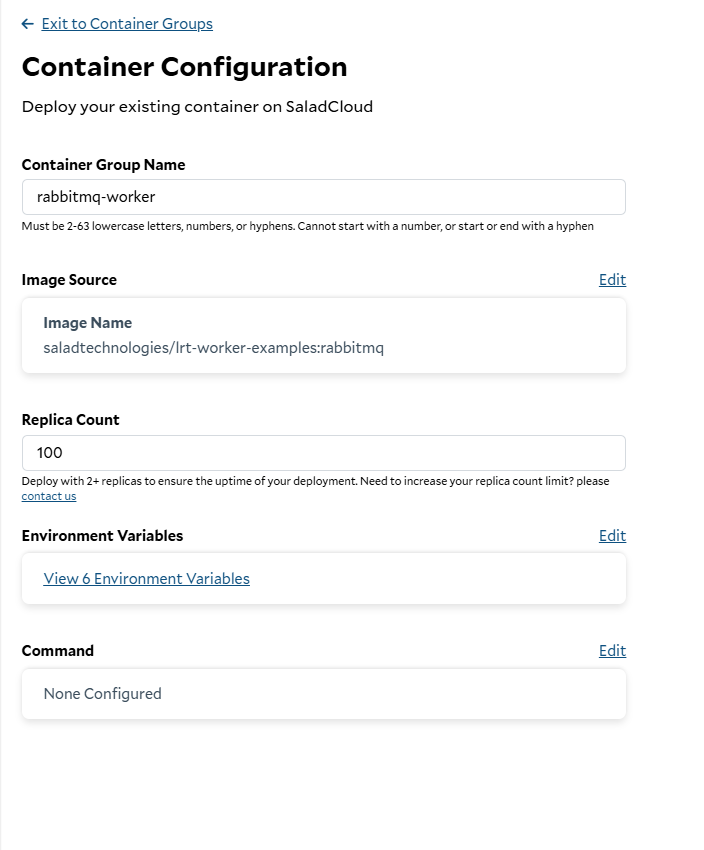 ← Exit to Container Groups
Container Configuration
Deploy your existing container on SaladCloud
Container Group Name
rabbitmq-worker
Must be 2-63 lowercase letters, numbers, or hyphens. Cannot start with a number, or start or end with a hyphen
Image Source Edit
Image Name
saladtechnologies/lrt-worker-examples:rabbitmq
Replica Count
100
Deploy with 2+ replicas to ensure the uptime of your deployment. Need to increase your replica count limit? please
contact us
Environment Variables Edit
View 6 Environment Variables
Command Edit
None Configured